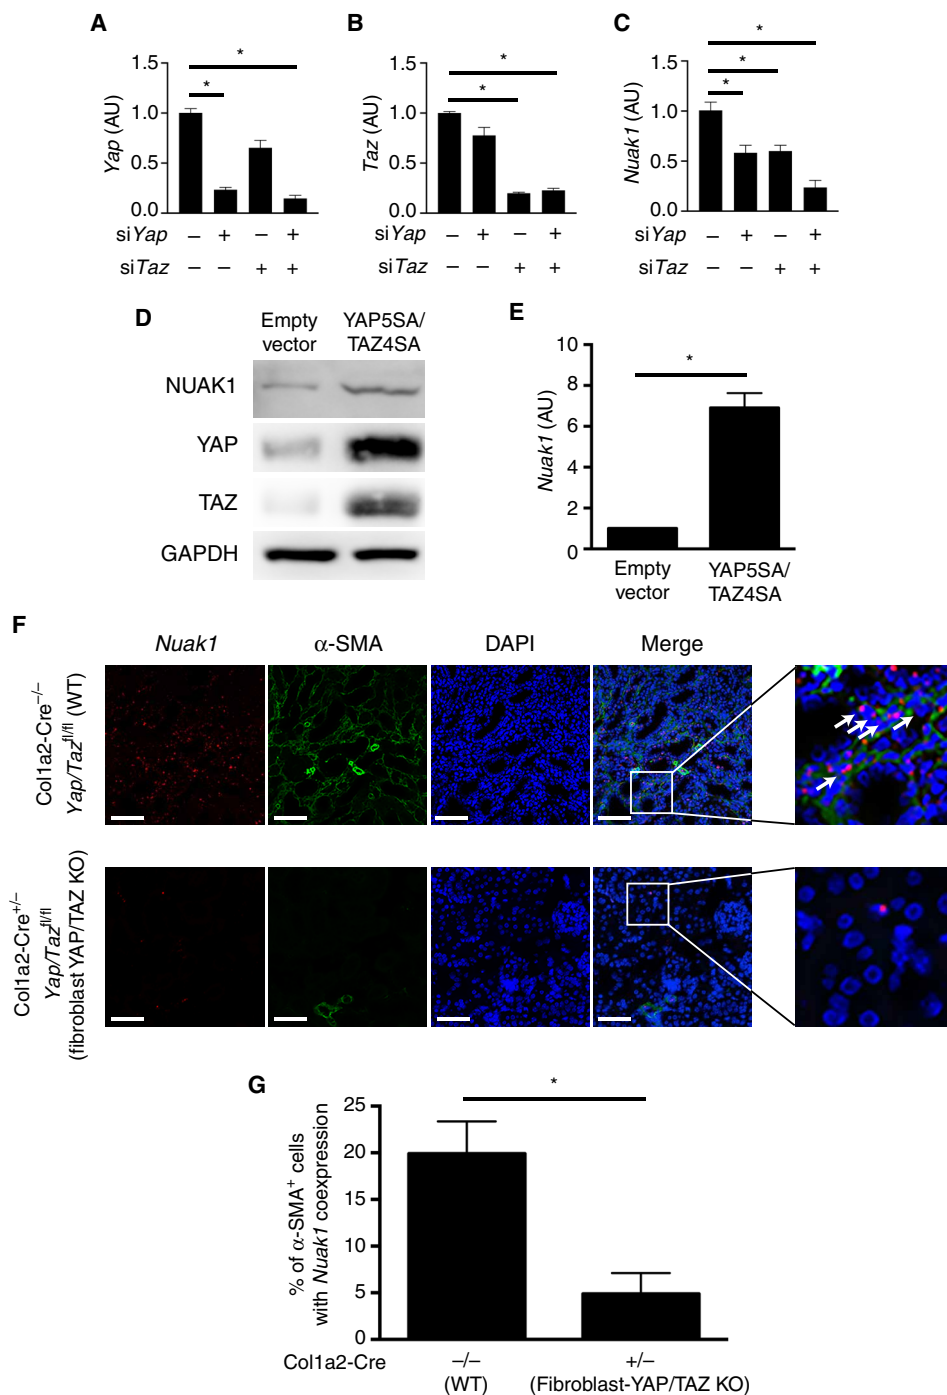 A
B
C
*
*
1.5
1.0
0.5
0.0
Yap (AU)
*
*
1.5
1.0
0.5
0.0
Taz (AU)
*
*
*
1.5
1.0
0.5
0.0
Nuak1 (AU)
siYap – + – +
siTaz – – + +
siYap – + – +
siTaz – – + +
siYap – + – +
siTaz – – + +
D
Empty vector
YAP5SA/ TAZ4SA
NUAK1
YAP
TAZ
GAPDH
E
*
10
8
6
4
2
0
Nuak1 (AU)
Empty vector
YAP5SA/ TAZ4SA
F
Nuak1
α-SMA
DAPI
Merge
Col1a2-Cre–/–
Yap/Tazfl/fl (WT)
Col1a2-Cre+/–
Yap/Tazfl/fl
(fibroblast YAP/TAZ KO)
G
*
25
20
15
10
5
0
% of α-SMA+ cells
with Nuak1 coexpression
Col1a2-Cre –/– +/–
(WT) (Fibroblast-YAP/TAZ KO)